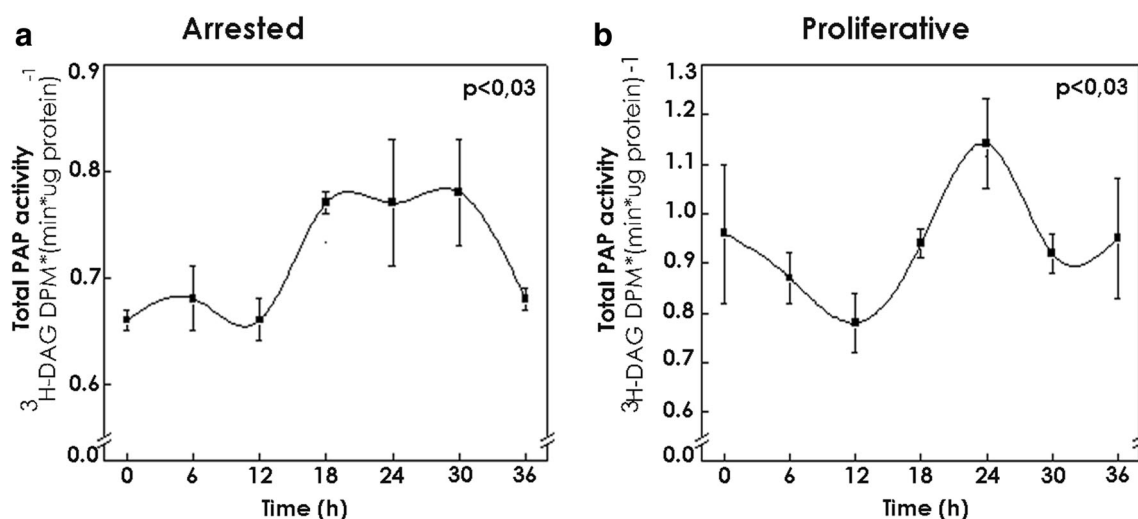 a
Arrested
0.9
0.8
0.7
0.6
0.0
Total PAP activity
³H-DAG DPM*(min*ug protein)⁻¹
p<0,03
0 6 12 18 24 30 36
Time (h)
b
Proliferative
1.3
1.2
1.1
1.0
0.9
0.8
0.7
0.6
0.0
Total PAP activity
³H-DAG DPM*(min*ug protein)-1
p<0,03
0 6 12 18 24 30 36
Time (h)